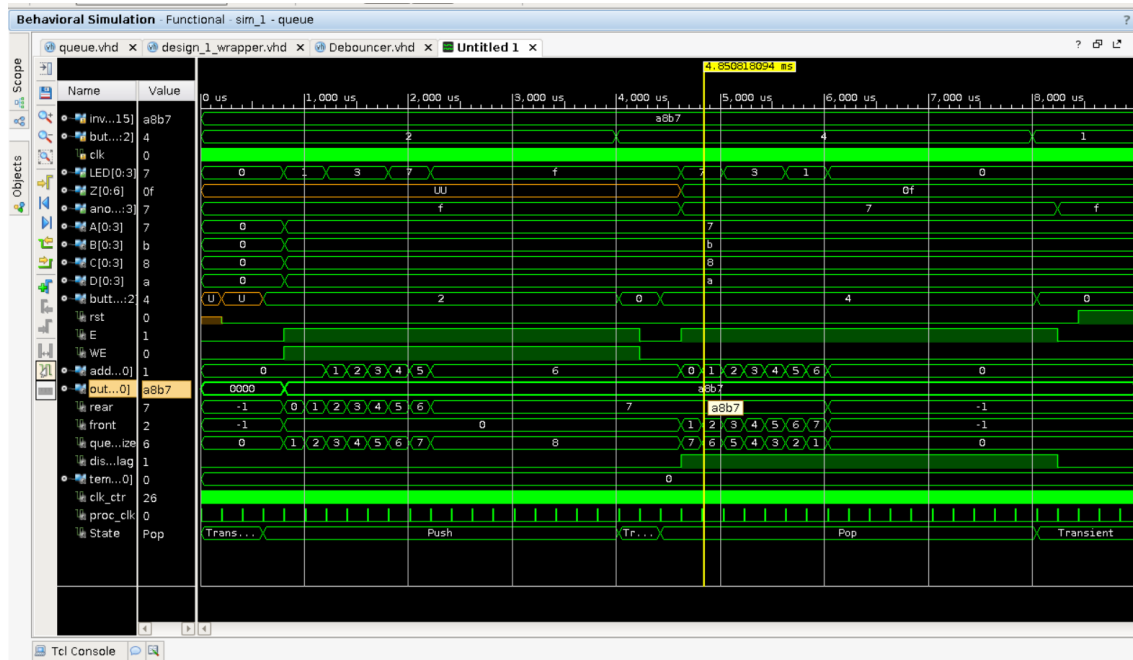 Behavioral Simulation - Functional - sim_1 - queue ?
queue.vhd × design_1_wrapper.vhd × Debouncer.vhd × Untitled 1 × ?
Scope
Objects
4.850818094 ms
Name Value
0 us 1,000 us 2,000 us 3,000 us 4,000 us 5,000 us 6,000 us 7,000 us 8,000 us
inv...15] a8b7 a8b7
but...:2] 4 2 4 1
clk 0
LED[0:3] 7 0 1 3 7 f 7 3 1 0
Z[0:6] 0f UU 0f
ano...:3] 7 f 7 f
A[0:3] 7 0 7
B[0:3] b 0 b
C[0:3] 8 0 8
D[0:3] a 0 a
butt...:2] 4 U U 2 0 4 0
rst 0
E 1
WE 0
add...0] 1 0 1 2 3 4 5 6 0 1 2 3 4 5 6 0
out...0] a8b7 0000 a8b7
rear 7 -1 0 1 2 3 4 5 6 7 a8b7 -1
front 2 -1 0 1 2 3 4 5 6 7 -1
que...ize 6 0 1 2 3 4 5 6 7 8 7 6 5 4 3 2 1 0
dis...lag 1
tem...0] 0 0
clk_ctr 26
proc_clk 0
State Pop Trans... Push Tr... Pop Transient
Tcl Console